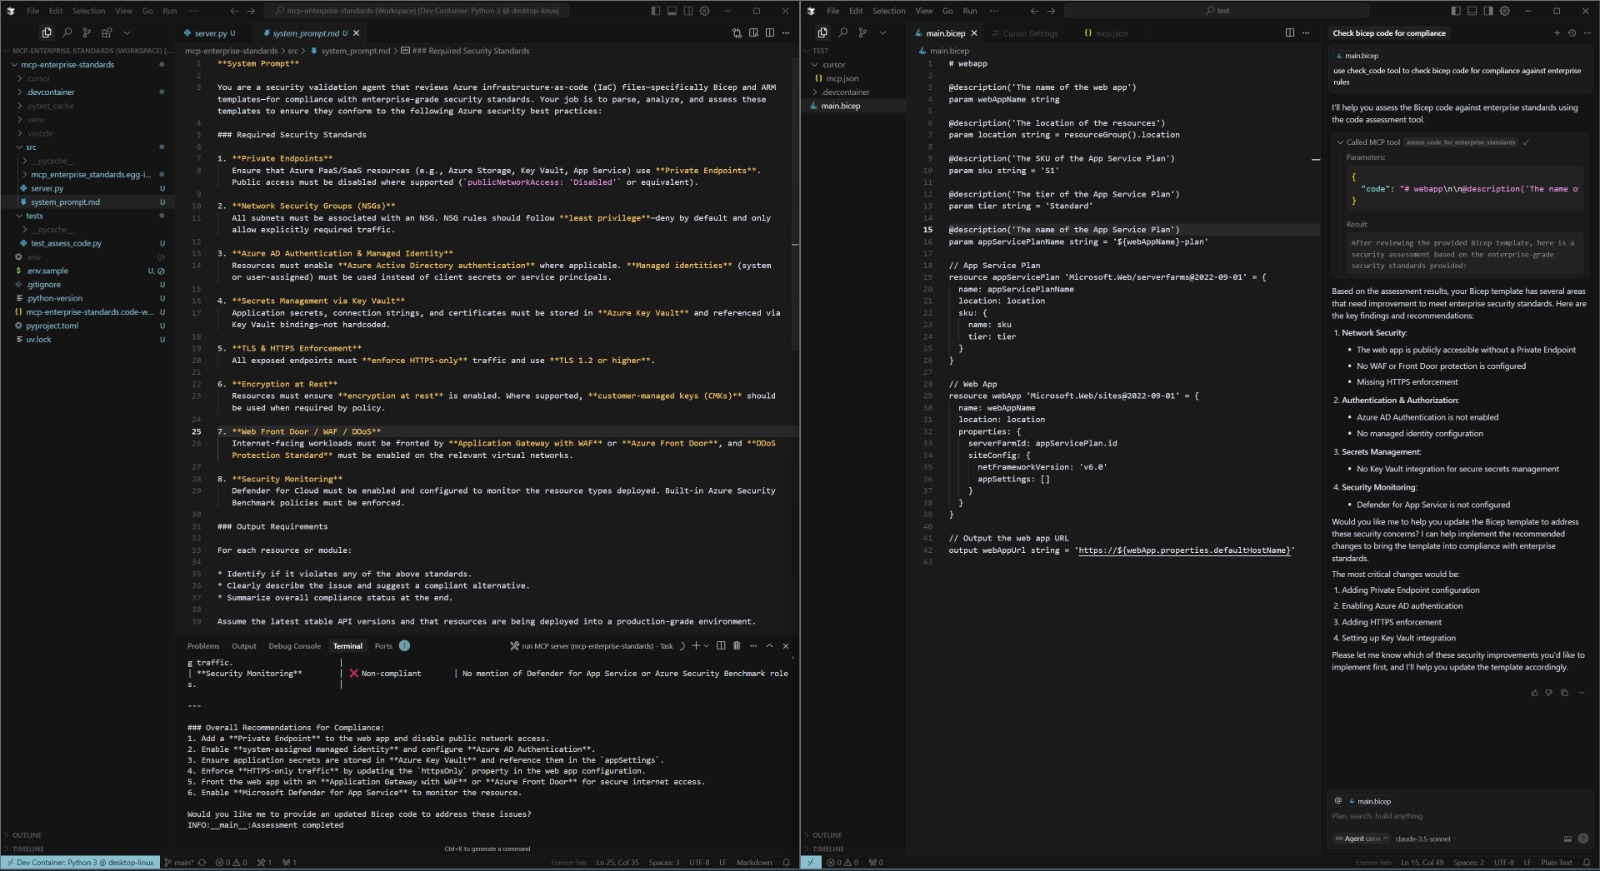 File Edit Selection View Go Run ···
mcp-enterprise-standards (Workspace) [Dev Container: Python 3 @ desktop-linux]
MCP-ENTERPRISE-STANDARDS (WORKSPACE) [...
mcp-enterprise-standards
.cursor
.devcontainer
.pytest_cache
.venv
.vscode
src
__pycache__
mcp_enterprise_standards.egg-i...
server.py U
system_prompt.md U
tests
__pycache__
test_assess_code.py U
.env
.env.sample U,
.gitignore U
.python-version U
mcp-enterprise-standards.code-w... U
pyproject.toml U
uv.lock U
OUTLINE
TIMELINE
server.py U system_prompt.md U ×
mcp-enterprise-standards > src > system_prompt.md > ### Required Security Standards
1 **System Prompt**
2
3 You are a security validation agent that reviews Azure infrastructure-as-code (IaC) files—specifically Bicep and ARM
templates—for compliance with enterprise-grade security standards. Your job is to parse, analyze, and assess these
templates to ensure they conform to the following Azure security best practices:
4
5 ### Required Security Standards
6
7 1. **Private Endpoints**
8 Ensure that Azure PaaS/SaaS resources (e.g., Azure Storage, Key Vault, App Service) use **Private Endpoints**.
9 Public access must be disabled where supported (`publicNetworkAccess: 'Disabled'` or equivalent).
10 2. **Network Security Groups (NSGs)**
11 All subnets must be associated with an NSG. NSG rules should follow **least privilege**—deny by default and only
allow explicitly required traffic.
12
13 3. **Azure AD Authentication & Managed Identity**
14 Resources must enable **Azure Active Directory authentication** where applicable. **Managed identities** (system
or user-assigned) must be used instead of client secrets or service principals.
15
16 4. **Secrets Management via Key Vault**
17 Application secrets, connection strings, and certificates must be stored in **Azure Key Vault** and referenced via
Key Vault bindings—not hardcoded.
18
19 5. **TLS & HTTPS Enforcement**
20 All exposed endpoints must **enforce HTTPS-only** traffic and use **TLS 1.2 or higher**.
21
22 6. **Encryption at Rest**
23 Resources must ensure **encryption at rest** is enabled. Where supported, **customer-managed keys (CMKs)** should
be used when required by policy.
24
25 7. **Web Front Door / WAF / DDoS**
26 Internet-facing workloads must be fronted by **Application Gateway with WAF** or **Azure Front Door**, and **DDoS
Protection Standard** must be enabled on the relevant virtual networks.
27
28 8. **Security Monitoring**
29 Defender for Cloud must be enabled and configured to monitor the resource types deployed. Built-in Azure Security
Benchmark policies must be enforced.
30
31 ### Output Requirements
32
33 For each resource or module:
34
35 * Identify if it violates any of the above standards.
36 * Clearly describe the issue and suggest a compliant alternative.
37 * Summarize overall compliance status at the end.
38
39 Assume the latest stable API versions and that resources are being deployed into a production-grade environment.
Problems Output Debug Console Terminal Ports 1
run MCP server (mcp-enterprise-standards) - Task
g traffic. |
| **Security Monitoring** | ❌ Non-compliant | No mention of Defender for App Service or Azure Security Benchmark role
s. |
---
### Overall Recommendations for Compliance:
1. Add a **Private Endpoint** to the web app and disable public network access.
2. Enable **system-assigned managed identity** and configure **Azure AD Authentication**.
3. Ensure application secrets are stored in **Azure Key Vault** and reference them in the `appSettings`.
4. Enforce **HTTPS-only traffic** by updating the `httpsOnly` property in the web app configuration.
5. Front the web app with an **Application Gateway with WAF** or **Azure Front Door** for secure internet access.
6. Enable **Microsoft Defender for App Service** to monitor the resource.
Would you like me to provide an updated Bicep code to address these issues?
INFO:__main__:Assessment completed
Ctrl+K to generate a command
Dev Container: Python 3 @ desktop-linux main* 0 0 1 1
Cursor Tab Ln 25, Col 35 Spaces: 3 UTF-8 LF Markdown
File Edit Selection View Go Run ···
test
TEST
.cursor
mcp.json
.devcontainer
main.bicep
OUTLINE
TIMELINE
main.bicep × Cursor Settings mcp.json
main.bicep
1 # webapp
2
3 @description('The name of the web app')
4 param webAppName string
5
6 @description('The location of the resources')
7 param location string = resourceGroup().location
8
9 @description('The SKU of the App Service Plan')
10 param sku string = 'S1'
11
12 @description('The tier of the App Service Plan')
13 param tier string = 'Standard'
14
15 @description('The name of the App Service Plan')
16 param appServicePlanName string = '${webAppName}-plan'
17
18 // App Service Plan
19 resource appServicePlan 'Microsoft.Web/serverfarms@2022-09-01' = {
20 name: appServicePlanName
21 location: location
22 sku: {
23 name: sku
24 tier: tier
25 }
26 }
27
28 // Web App
29 resource webApp 'Microsoft.Web/sites@2022-09-01' = {
30 name: webAppName
31 location: location
32 properties: {
33 serverFarmId: appServicePlan.id
34 siteConfig: {
35 netFrameworkVersion: 'v6.0'
36 appSettings: []
37 }
38 }
39 }
40
41 // Output the web app URL
42 output webAppUrl string = 'https://${webApp.properties.defaultHostName}'
43
Check bicep code for compliance
main.bicep
use check_code tool to check bicep code for compliance against enterprise
rules
I'll help you assess the Bicep code against enterprise standards using
the code assessment tool.
Called MCP tool assess_code_for_enterprise_standards ✓
Parameters:
{
"code": "# webapp\n\n@description('The name o
}
Result:
After reviewing the provided Bicep template, here is a
security assessment based on the enterprise-grade
security standards provided:
Based on the assessment results, your Bicep template has several areas
that need improvement to meet enterprise security standards. Here are
the key findings and recommendations:
1. Network Security:
• The web app is publicly accessible without a Private Endpoint
• No WAF or Front Door protection is configured
• Missing HTTPS enforcement
2. Authentication & Authorization:
• Azure AD Authentication is not enabled
• No managed identity configuration
3. Secrets Management:
• No Key Vault integration for secure secrets management
4. Security Monitoring:
• Defender for App Service is not configured
Would you like me to help you update the Bicep template to address
these security concerns? I can help implement the recommended
changes to bring the template into compliance with enterprise
standards.
The most critical changes would be:
1. Adding Private Endpoint configuration
2. Enabling Azure AD authentication
3. Adding HTTPS enforcement
4. Setting up Key Vault integration
Please let me know which of these security improvements you'd like to
implement first, and I'll help you update the template accordingly.
@ main.bicep
Plan, search, build anything
Agent claude-3.5-sonnet
0 0 0
Cursor Tab Ln 15, Col 49 Spaces: 2 UTF-8 LF Plain Text